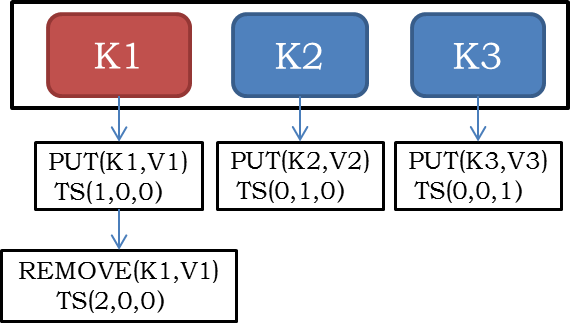 K1
K2
K3
PUT(K1,V1)
TS(1,0,0)
PUT(K2,V2)
TS(0,1,0)
PUT(K3,V3)
TS(0,0,1)
REMOVE(K1,V1)
TS(2,0,0)